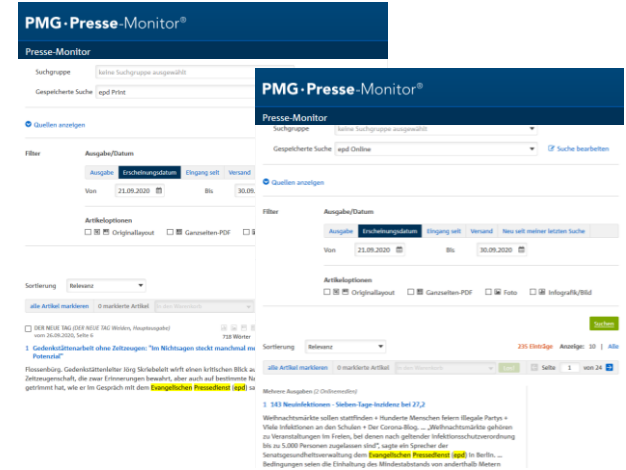 PMG·Presse-Monitor®
Presse-Monitor
Suchgruppe keine Suchgruppe ausgewählt
Gespeicherte Suche epd Print
Quellen anzeigen
Filter Ausgabe/Datum
Ausgabe Erscheinungsdatum Eingang seit Versand
Von 21.09.2020 Bis 30.09.
Artikeloptionen
Originallayout Ganzseiten-PDF
Sortierung Relevanz
alle Artikel markieren 0 markierte Artikel in den Warenkorb
DER NEUE TAG (DER NEUE TAG Weiden, Hauptausgabe)
vom 26.09.2020, Seite 6 718 Wörter
1 Gedenkstättenarbeit ohne Zeitzeugen: "Im Nichtsagen steckt manchmal m
Potenzial"
Flossenbürg. Gedenkstättenleiter Jörg Skriebeleit wirft einen kritischen Blick au
Zeitzeugenschaft, die zwar Erinnerungen bewahrt, aber auch auf bestimmte Na
getrimmt hat, wie er im Gespräch mit dem Evangelischen Pressedienst (epd) sa
PMG·Presse-Monitor®
Presse-Monitor
Suchgruppe keine Suchgruppe ausgewählt
Gespeicherte Suche epd Online Suche bearbeiten
Quellen anzeigen
Filter Ausgabe/Datum
Ausgabe Erscheinungsdatum Eingang seit Versand Neu seit meiner letzten Suche
Von 21.09.2020 Bis 30.09.2020
Artikeloptionen
Originallayout Ganzseiten-PDF Foto Infografik/Bild
Suchen
Sortierung Relevanz 235 Einträge Anzeige: 10 | Alle
alle Artikel markieren 0 markierte Artikel in den Warenkorb Seite 1 von 24
Mehrere Ausgaben (2 Onlinemedien)
1 143 Neuinfektionen - Sieben-Tage-Inzidenz bei 27,2
Weihnachtsmärkte sollen stattfinden + Hunderte Menschen feiern illegale Partys +
Viele Infektionen an den Schulen + Der Corona-Blog. ... „Weihnachtsmärkte gehören
zu Veranstaltungen im Freien, bei denen nach geltender Infektionsschutzverordnung
bis zu 5.000 Personen zugelassen sind", sagte ein Sprecher der
Senatsgesundheitsverwaltung dem Evangelischen Pressedienst (epd) in Berlin. ...
Bedingungen seien die Einhaltung des Mindestabstands von anderthalb Metern